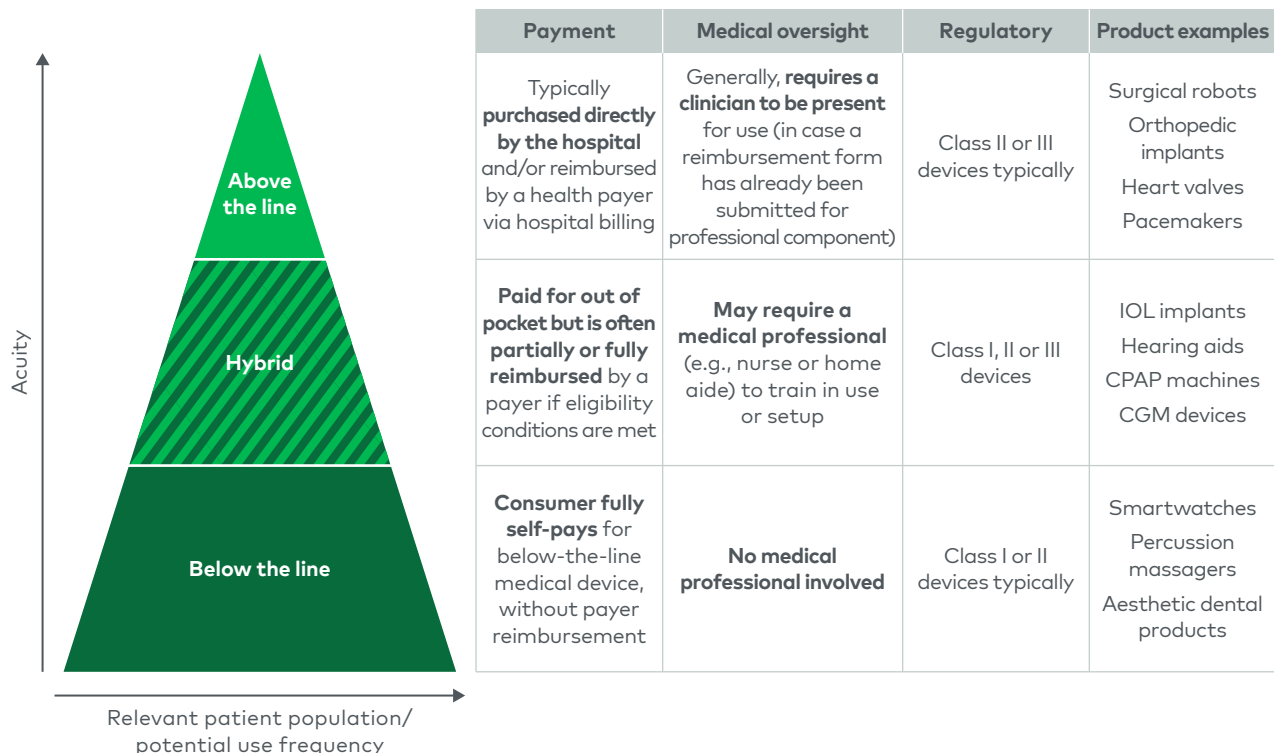 Payment
Medical oversight
Regulatory
Product examples
Acuity
Above
the line
Typically
purchased directly
by the hospital
and/or reimbursed
by a health payer
via hospital billing
Generally, requires a
clinician to be present
for use (in case a
reimbursement form
has already been
submitted for
professional component)
Class II or III
devices typically
Surgical robots
Orthopedic
implants
Heart valves
Pacemakers
Hybrid
Paid for out of
pocket but is often
partially or fully
reimbursed by a
payer if eligibility
conditions are met
May require a
medical professional
(e.g., nurse or home
aide) to train in use
or setup
Class I, II or III
devices
IOL implants
Hearing aids
CPAP machines
CGM devices
Below the line
Consumer fully
self-pays for
below-the-line
medical device,
without payer
reimbursement
No medical
professional involved
Class I or II
devices typically
Smartwatches
Percussion
massagers
Aesthetic dental
products
Relevant patient population/
potential use frequency